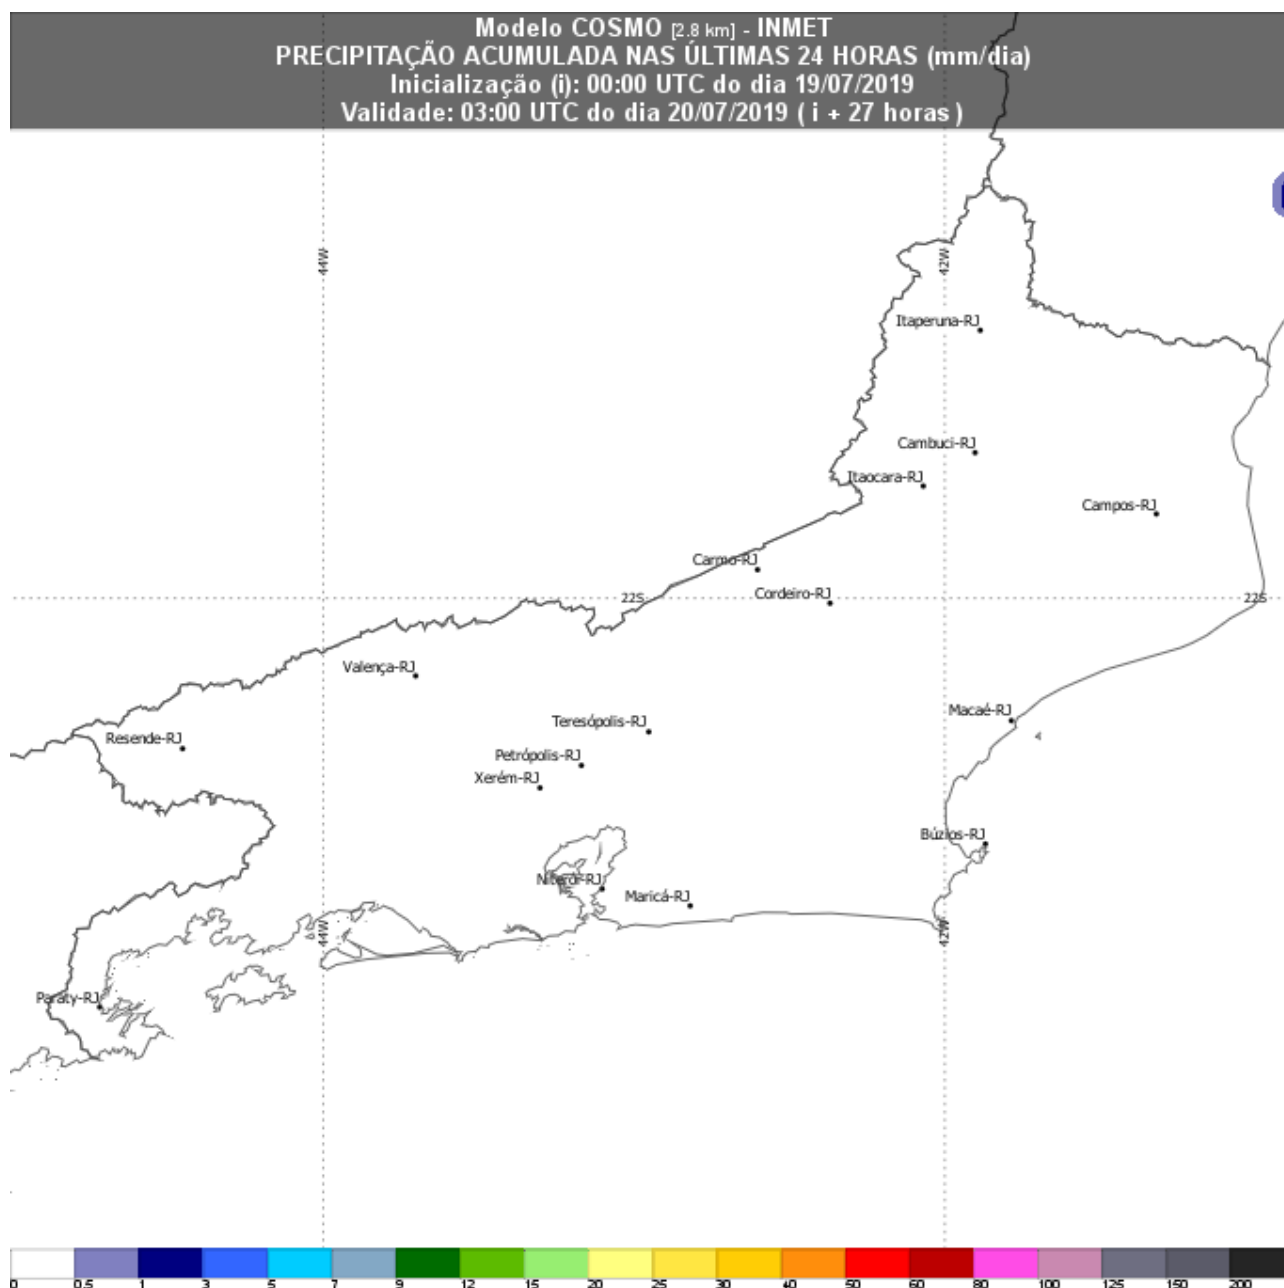 Modelo COSMO [2.8 km] - INMET
PRECIPITAÇÃO ACUMULADA NAS ÚLTIMAS 24 HORAS (mm/dia)
Inicialização (i): 00:00 UTC do dia 19/07/2019
Validade: 03:00 UTC do dia 20/07/2019 ( i + 27 horas )
44W
42W
Itaperuna-RJ
Cambuci-RJ
Itaocara-RJ
Campos-RJ
Carmo-RJ
Cordeiro-RJ
22S
22S
Valença-RJ
Macaé-RJ
Teresópolis-RJ
Resende-RJ
Petrópolis-RJ
Xerém-RJ
Búzios-RJ
Niterói-RJ
Maricá-RJ
44W
42W
Paraty-RJ
0 0.5 1 3 5 7 9 12 15 20 25 30 40 50 60 80 100 125 150 200